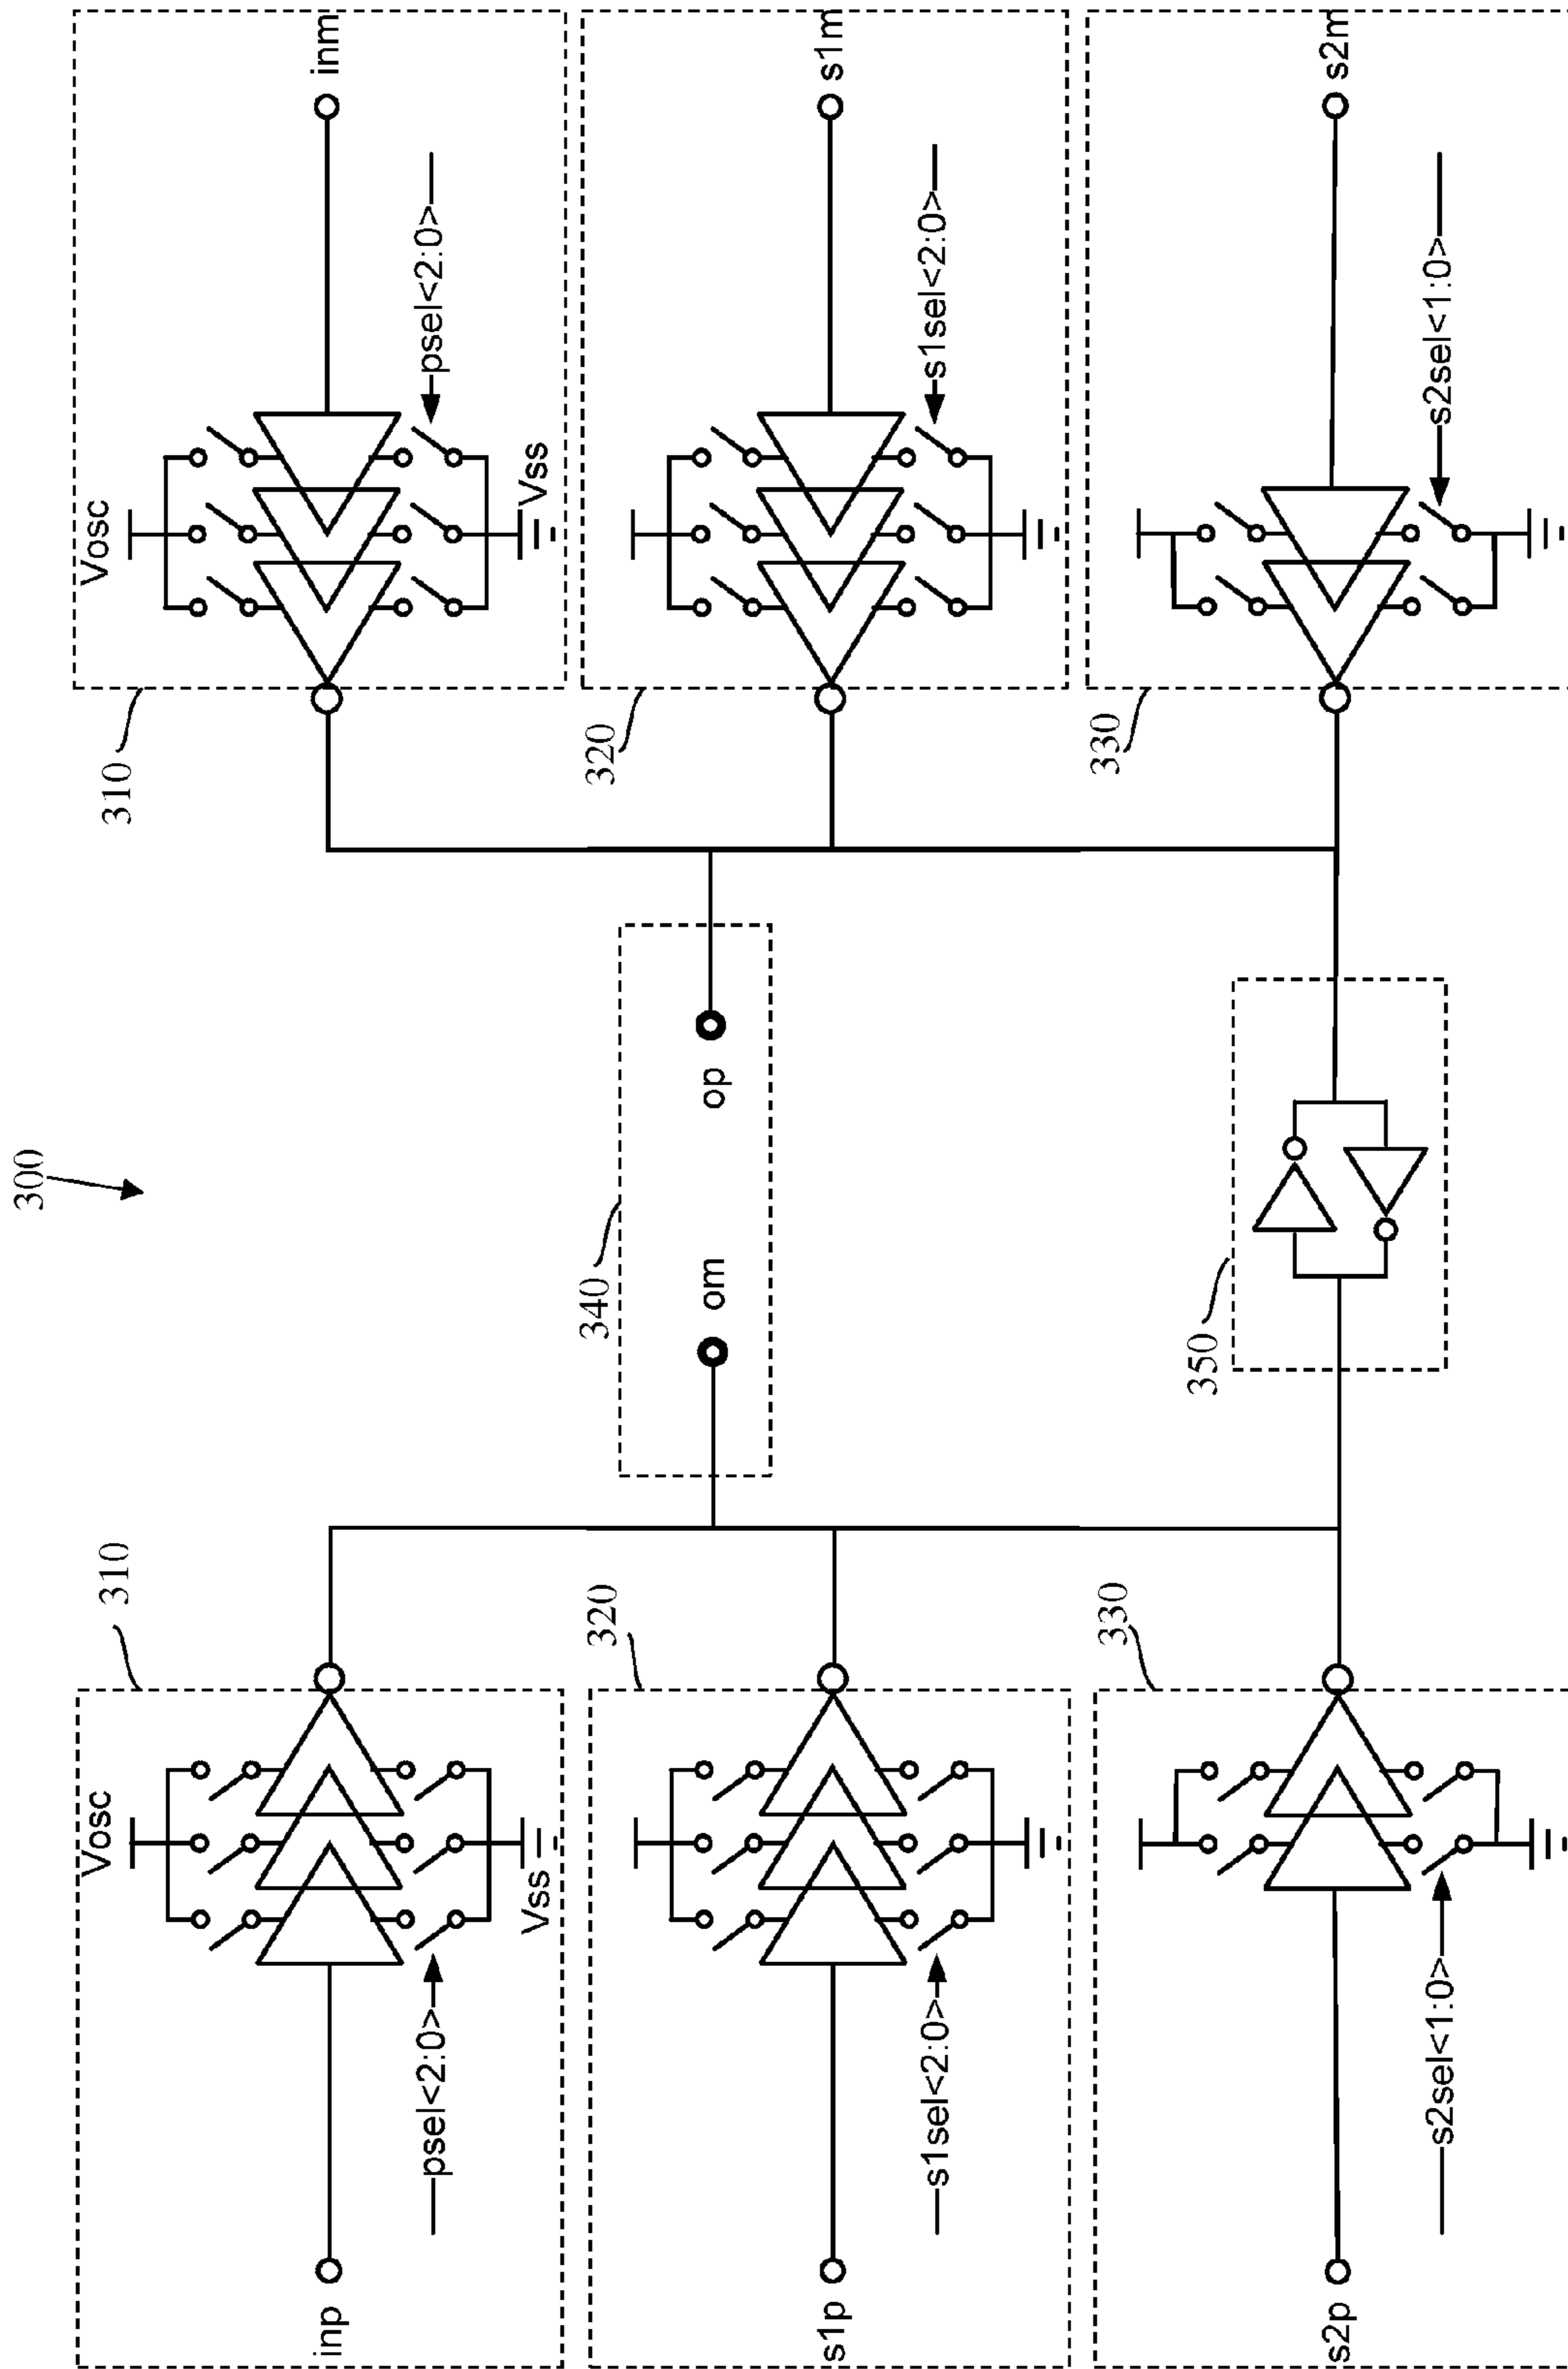 300
310
310
Vosc
Vosc
inp
inm
psel<2:0>
psel<2:0>
Vss
Vss
320
340
320
om
op
s1p
s1m
s1sel<2:0>
s1sel<2:0>
330
350
330
s2p
s2m
s2sel<1:0>
s2sel<1:0>